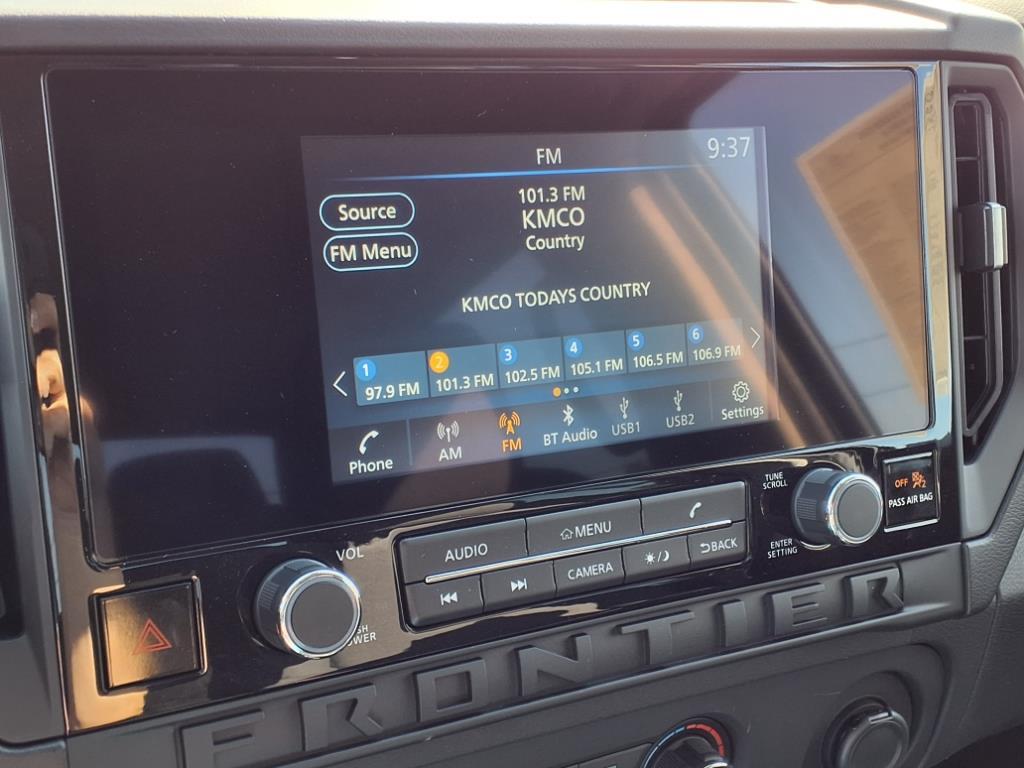 FM
9:37
Source
FM Menu
101.3 FM
KMCO
Country
KMCO TODAYS COUNTRY
1
97.9 FM
2
101.3 FM
3
102.5 FM
4
105.1 FM
5
106.5 FM
6
106.9 FM
Phone
AM
FM
BT Audio
USB1
USB2
Settings
VOL
AUDIO
MENU
CAMERA
BACK
TUNE
SCROLL
ENTER
SETTING
OFF 2
PASS AIR BAG
FRONTIER